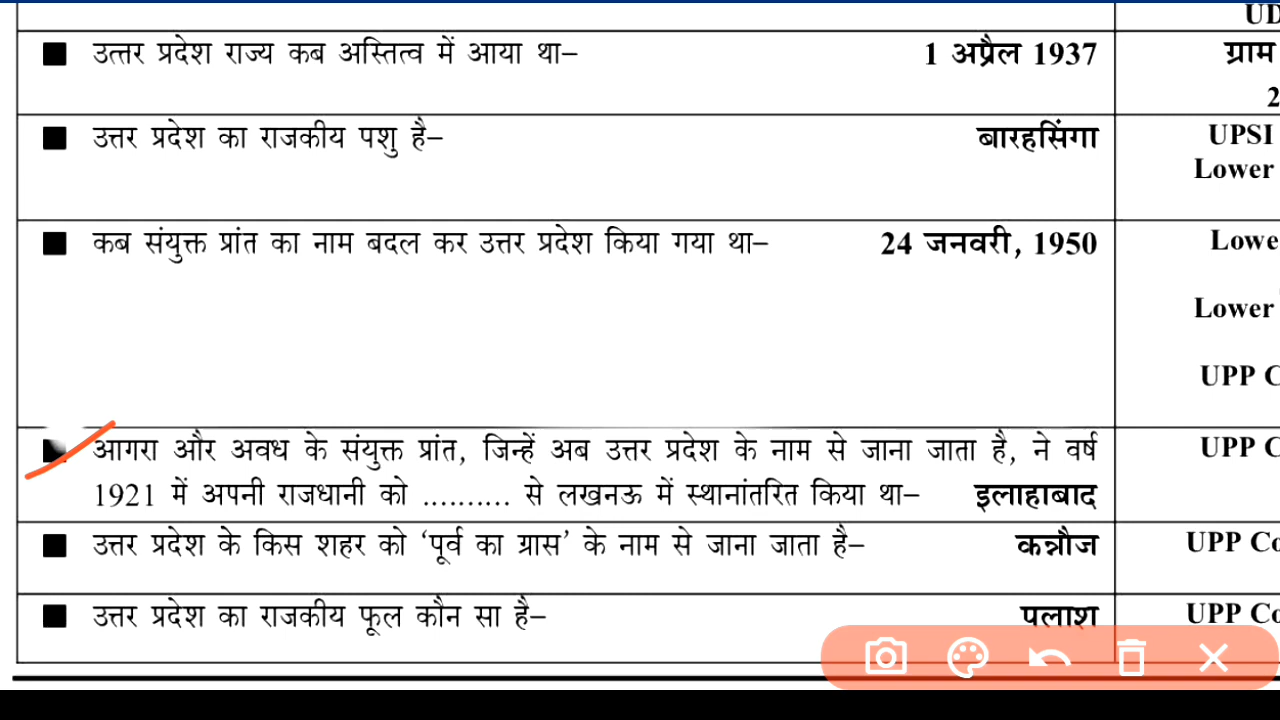 UD
■ उत्तर प्रदेश राज्य कब अस्तित्व में आया था– 1 अप्रैल 1937 ग्राम
2
■ उत्तर प्रदेश का राजकीय पशु है– बारहसिंगा UPSI
Lower
■ कब संयुक्त प्रांत का नाम बदल कर उत्तर प्रदेश किया गया था– 24 जनवरी, 1950 Lowe
Lower
UPP C
■ आगरा और अवध के संयुक्त प्रांत, जिन्हें अब उत्तर प्रदेश के नाम से जाना जाता है, ने वर्ष UPP C
1921 में अपनी राजधानी को .......... से लखनऊ में स्थानांतरित किया था– इलाहाबाद
■ उत्तर प्रदेश के किस शहर को ‘पूर्व का ग्रास’ के नाम से जाना जाता है– कन्नौज UPP Co
■ उत्तर प्रदेश का राजकीय फूल कौन सा है– पलाश UPP Co